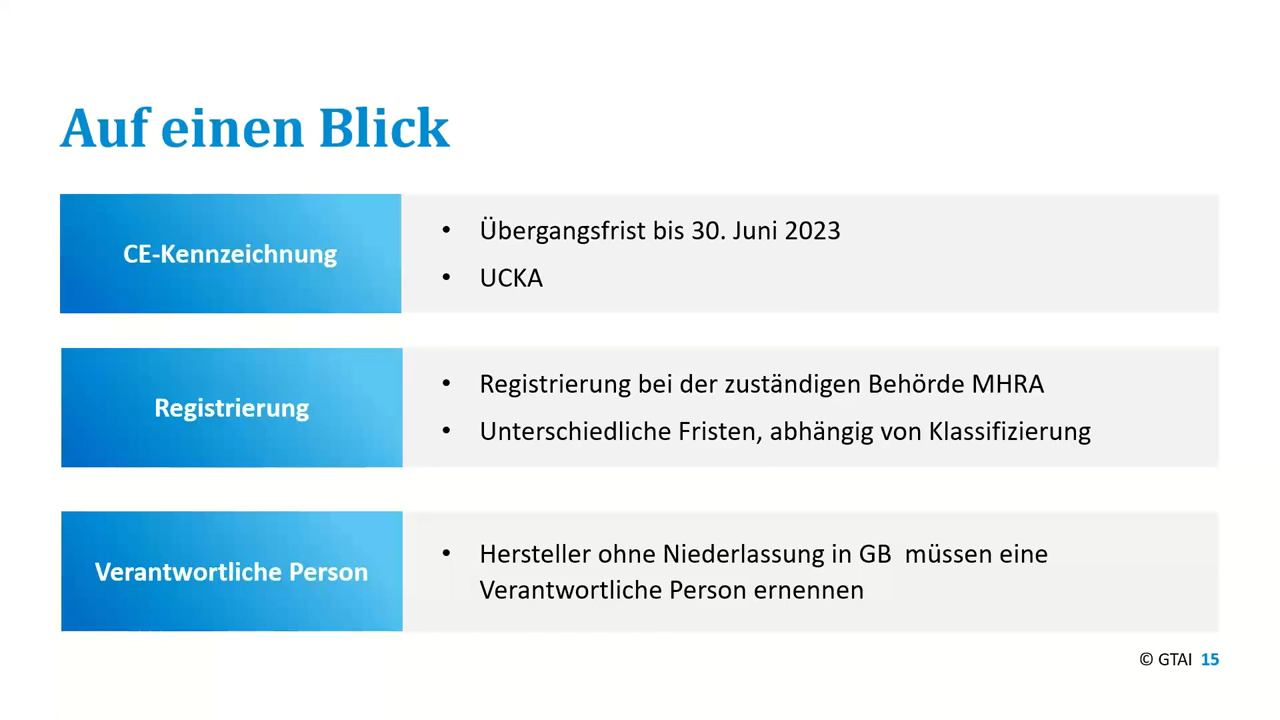 Auf einen Blick
CE-Kennzeichnung
• Übergangsfrist bis 30. Juni 2023
• UCKA
Registrierung
• Registrierung bei der zuständigen Behörde MHRA
• Unterschiedliche Fristen, abhängig von Klassifizierung
Verantwortliche Person
• Hersteller ohne Niederlassung in GB müssen eine
Verantwortliche Person ernennen
© GTAI 15